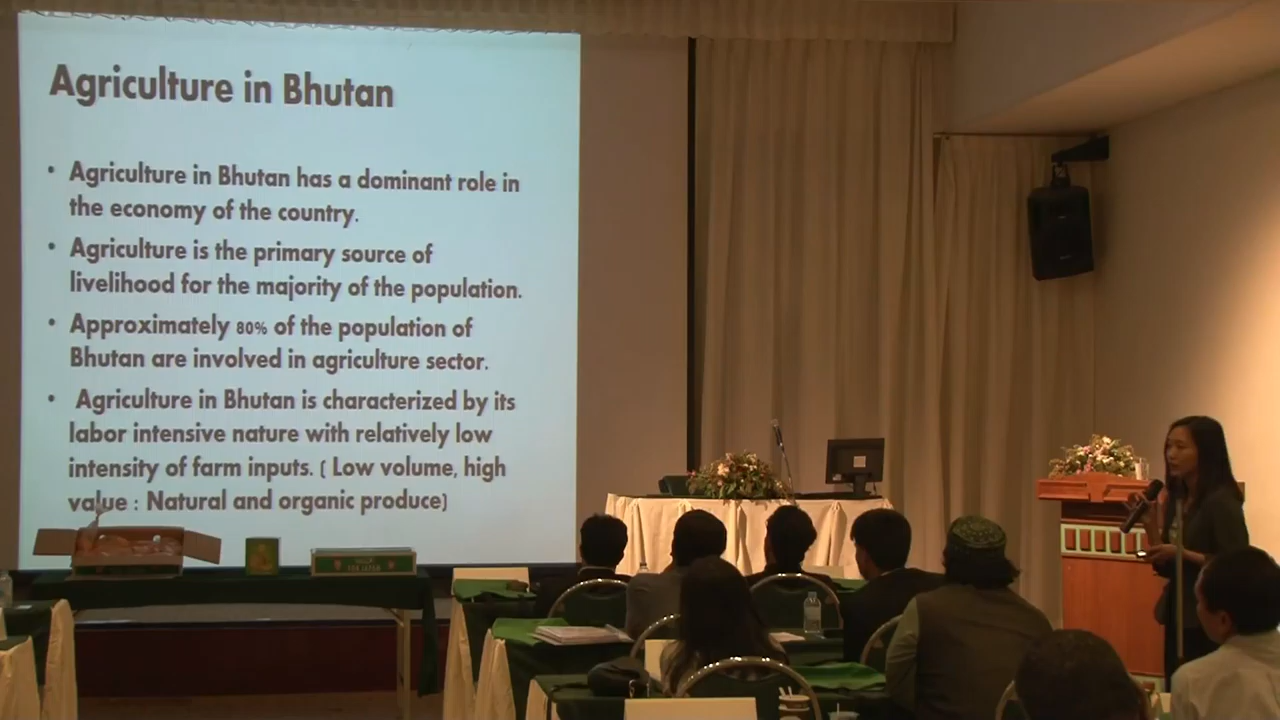 Agriculture in Bhutan
• Agriculture in Bhutan has a dominant role in
the economy of the country.
• Agriculture is the primary source of
livelihood for the majority of the population.
• Approximately 80% of the population of
Bhutan are involved in agriculture sector.
• Agriculture in Bhutan is characterized by its
labor intensive nature with relatively low
intensity of farm inputs. ( Low volume, high
value : Natural and organic produce)